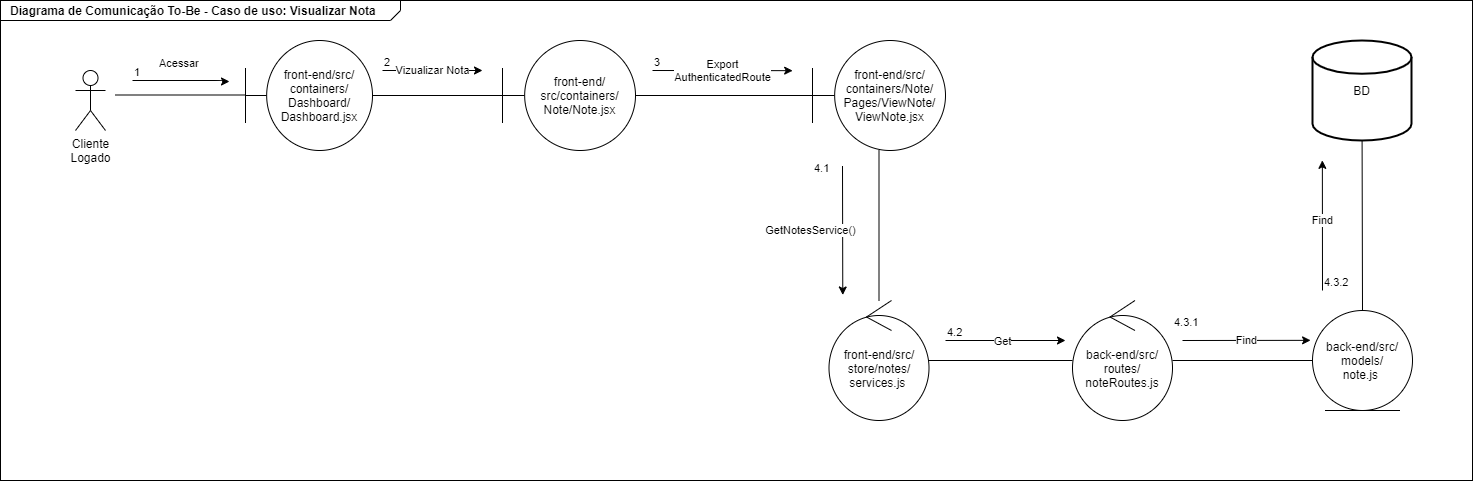 Diagrama de Comunicação To-Be - Caso de uso: Visualizar Nota
Cliente
Logado
1
Acessar
front-end/src/
containers/
Dashboard/
Dashboard.jsx
2
Vizualizar Nota
front-end/
src/containers/
Note/Note.jsx
3
Export
AuthenticatedRoute
front-end/src/
containers/Note/
Pages/ViewNote/
ViewNote.jsx
BD
4.1
GetNotesService()
Find
4.3.2
front-end/src/
store/notes/
services.js
4.2
Get
back-end/src/
routes/
noteRoutes.js
4.3.1
Find
back-end/src/
models/
note.js